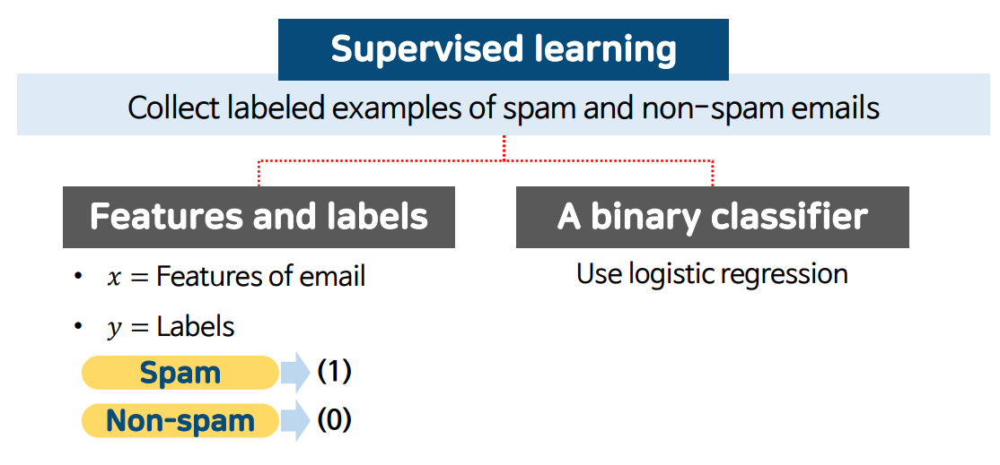 Supervised learning
Collect labeled examples of spam and non-spam emails
Features and labels
• x = Features of email
• y = Labels
Spam (1)
Non-spam (0)
A binary classifier
Use logistic regression